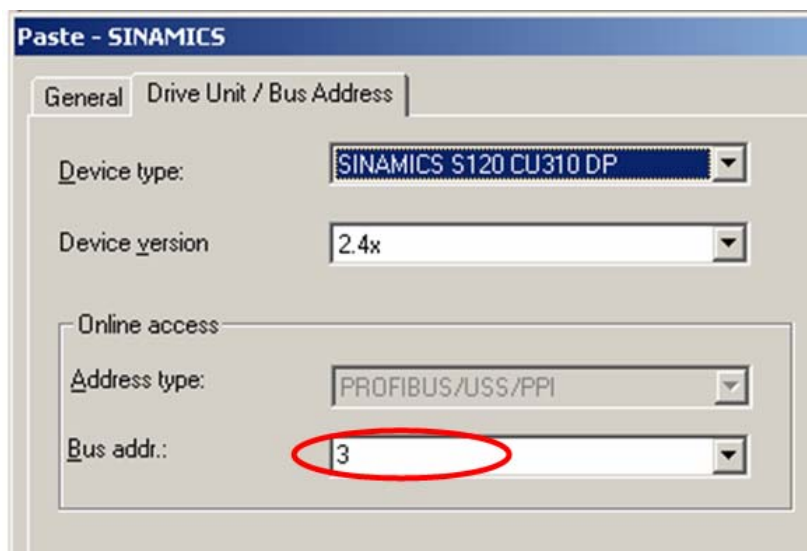 Paste - SINAMICS
General Drive Unit / Bus Address
Device type: SINAMICS S120 CU310 DP
Device version 2.4x
Online access
Address type: PROFIBUS/USS/PPI
Bus addr.: 3